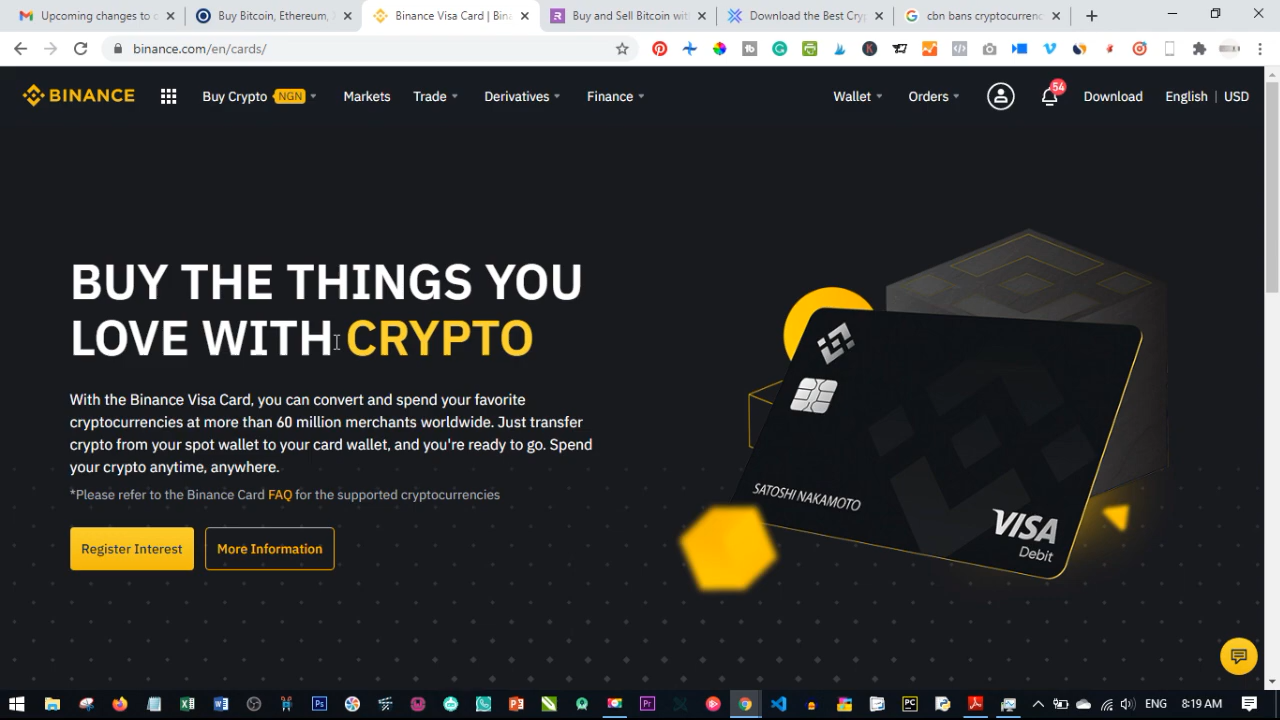 Upcoming changes to b
Buy Bitcoin, Ethereum,
Binance Visa Card | Bina
Buy and Sell Bitcoin with
Download the Best Cry
cbn bans cryptocurrenc
binance.com/en/cards/
BINANCE
Buy Crypto NGN
Markets
Trade
Derivatives
Finance
Wallet
Orders
54
Download
English | USD
BUY THE THINGS YOU
LOVE WITH CRYPTO
With the Binance Visa Card, you can convert and spend your favorite
cryptocurrencies at more than 60 million merchants worldwide. Just transfer
crypto from your spot wallet to your card wallet, and you're ready to go. Spend
your crypto anytime, anywhere.
*Please refer to the Binance Card FAQ for the supported cryptocurrencies
Register Interest
More Information
SATOSHI NAKAMOTO
VISA
Debit
ENG
8:19 AM